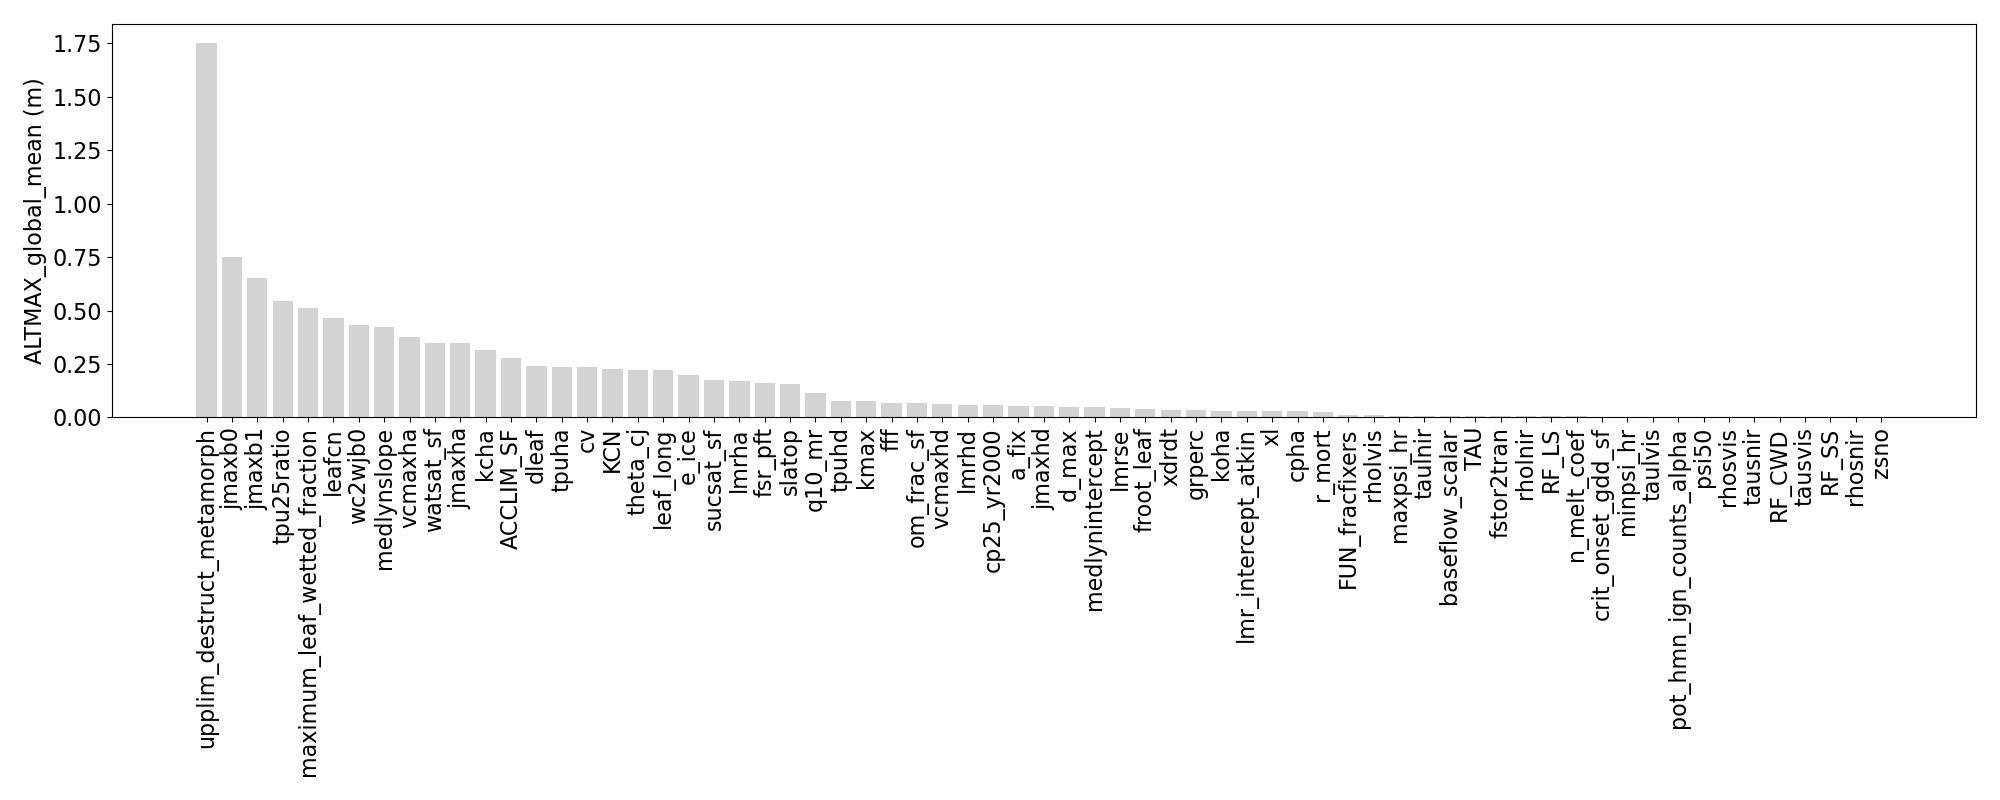 ALTMAX_global_mean (m)
1.75
1.50
1.25
1.00
0.75
0.50
0.25
0.00
upplim_destruct_metamorph
jmaxb0
jmaxb1
tpu25ratio
maximum_leaf_wetted_fraction
leafcn
wc2wjb0
medlynslope
vcmaxha
watsat_sf
jmaxha
kcha
ACCLIM_SF
dleaf
tpuha
cv
KCN
theta_cj
leaf_long
e_ice
sucsat_sf
lmrha
fsr_pft
slatop
q10_mr
tpuhd
kmax
fff
om_frac_sf
vcmaxhd
lmrhd
cp25_yr2000
a_fix
jmaxhd
d_max
medlynintercept
lmrse
froot_leaf
xdrdt
grperc
koha
lmr_intercept_atkin
xl
cpha
r_mort
FUN_fracfixers
rholvis
maxpsi_hr
taulnir
baseflow_scalar
TAU
fstor2tran
rholnir
RF_LS
n_melt_coef
crit_onset_gdd_sf
minpsi_hr
taulvis
pot_hmn_ign_counts_alpha
psi50
rhosvis
tausnir
RF_CWD
tausvis
RF_SS
rhosnir
zsno